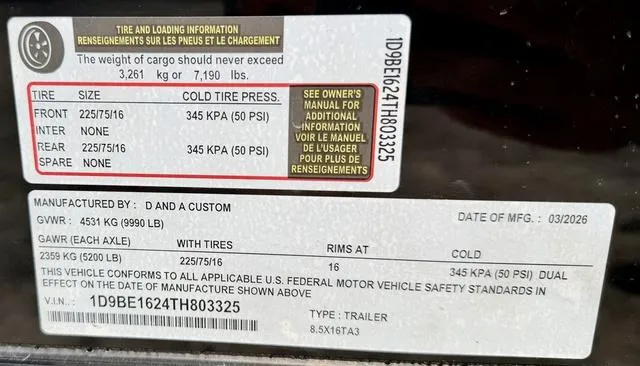 TIRE AND LOADING INFORMATION
RENSEIGNEMENTS SUR LES PNEUS ET LE CHARGEMENT
The weight of cargo should never exceed
3,261 kg or 7,190 lbs.
TIRE SIZE COLD TIRE PRESS.
FRONT 225/75/16 345 KPA (50 PSI)
INTER NONE
REAR 225/75/16 345 KPA (50 PSI)
SPARE NONE
SEE OWNER'S
MANUAL FOR
ADDITIONAL
INFORMATION
VOIR LE MANUEL
DE L'USAGER
POUR PLUS DE
RENSEIGNEMENTS
1D9BE1624TH803325
MANUFACTURED BY : D AND A CUSTOM
DATE OF MFG. : 03/2026
GVWR : 4531 KG (9990 LB)
GAWR (EACH AXLE) WITH TIRES RIMS AT COLD
2359 KG (5200 LB) 225/75/16 16 345 KPA (50 PSI) DUAL
THIS VEHICLE CONFORMS TO ALL APPLICABLE U.S. FEDERAL MOTOR VEHICLE SAFETY STANDARDS IN
EFFECT ON THE DATE OF MANUFACTURE SHOWN ABOVE
V.I.N.. : 1D9BE1624TH803325
TYPE : TRAILER
8.5X16TA3